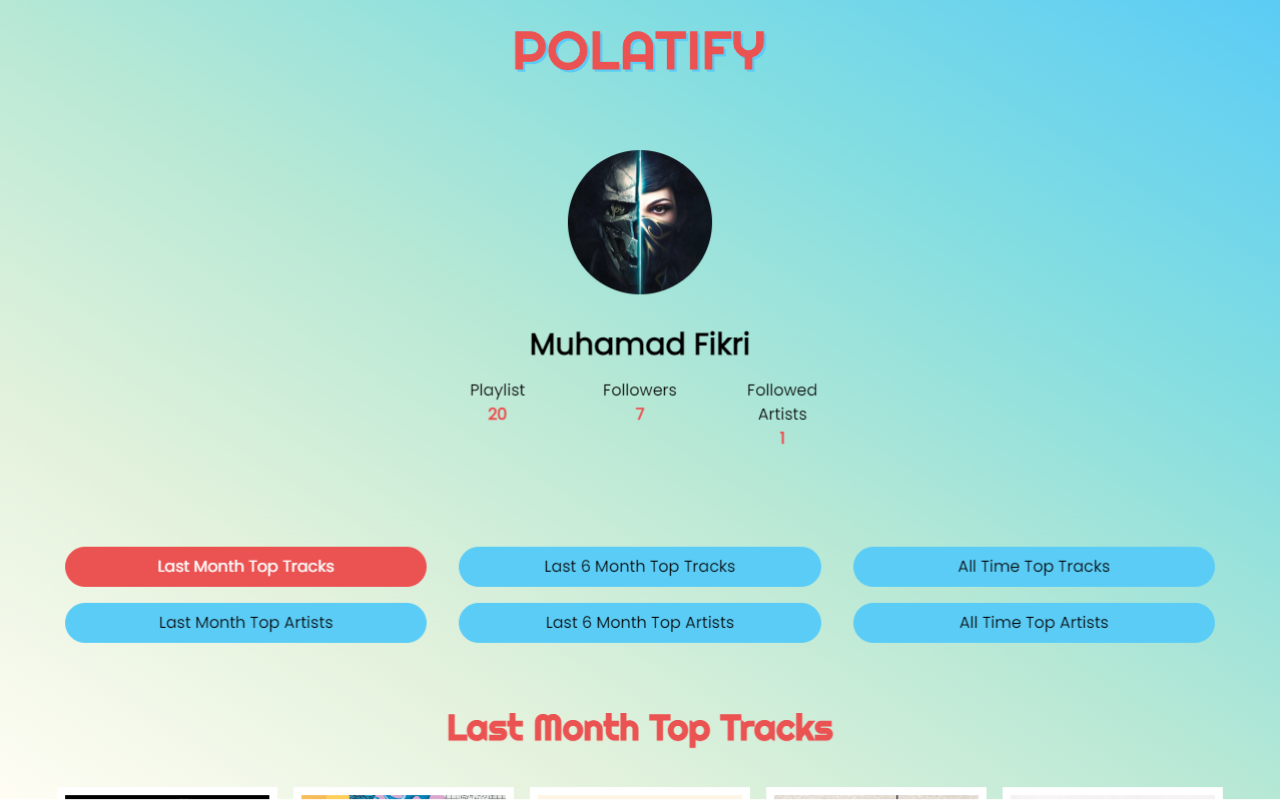 POLATIFY
Muhamad Fikri
Playlist
20
Followers
7
Followed
Artists
1
Last Month Top Tracks
Last 6 Month Top Tracks
All Time Top Tracks
Last Month Top Artists
Last 6 Month Top Artists
All Time Top Artists
Last Month Top Tracks